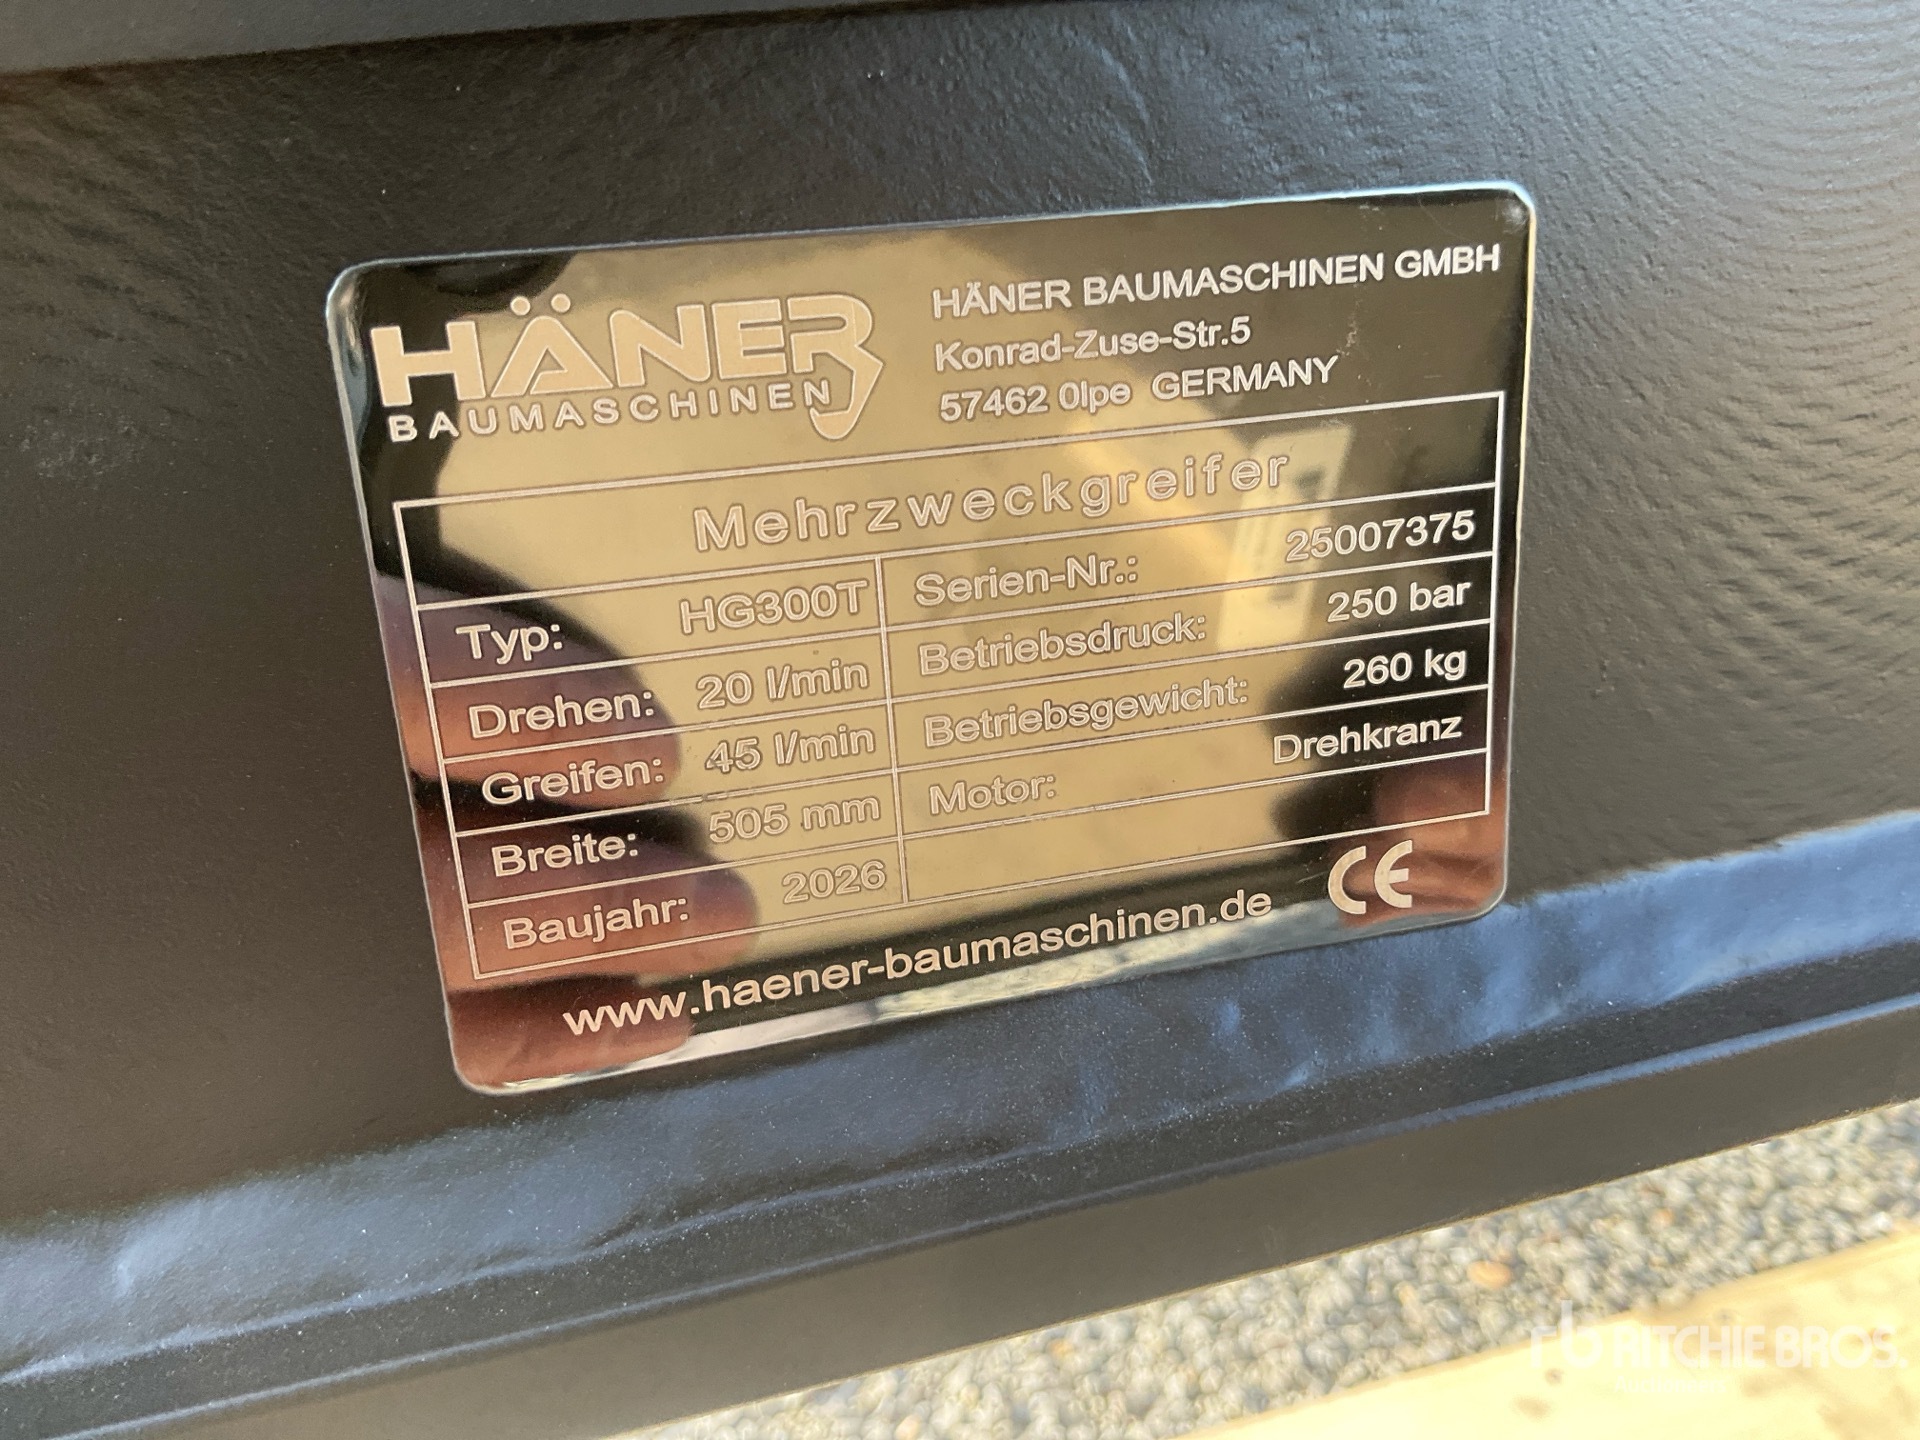 HÄNER
BAUMASCHINEN
HÄNER BAUMASCHINEN GMBH
Konrad-Zuse-Str.5
57462 Olpe GERMANY
Mehrzweckgreifer
Typ: HG300T
Serien-Nr.: 25007375
Drehen: 20 l/min
Betriebsdruck: 250 bar
Greifen: 45 l/min
Betriebsgewicht: 260 kg
Breite: 505 mm
Motor: Drehkranz
Baujahr: 2026
www.haener-baumaschinen.de
CE
rb RITCHIE BROS.
Auctioneers